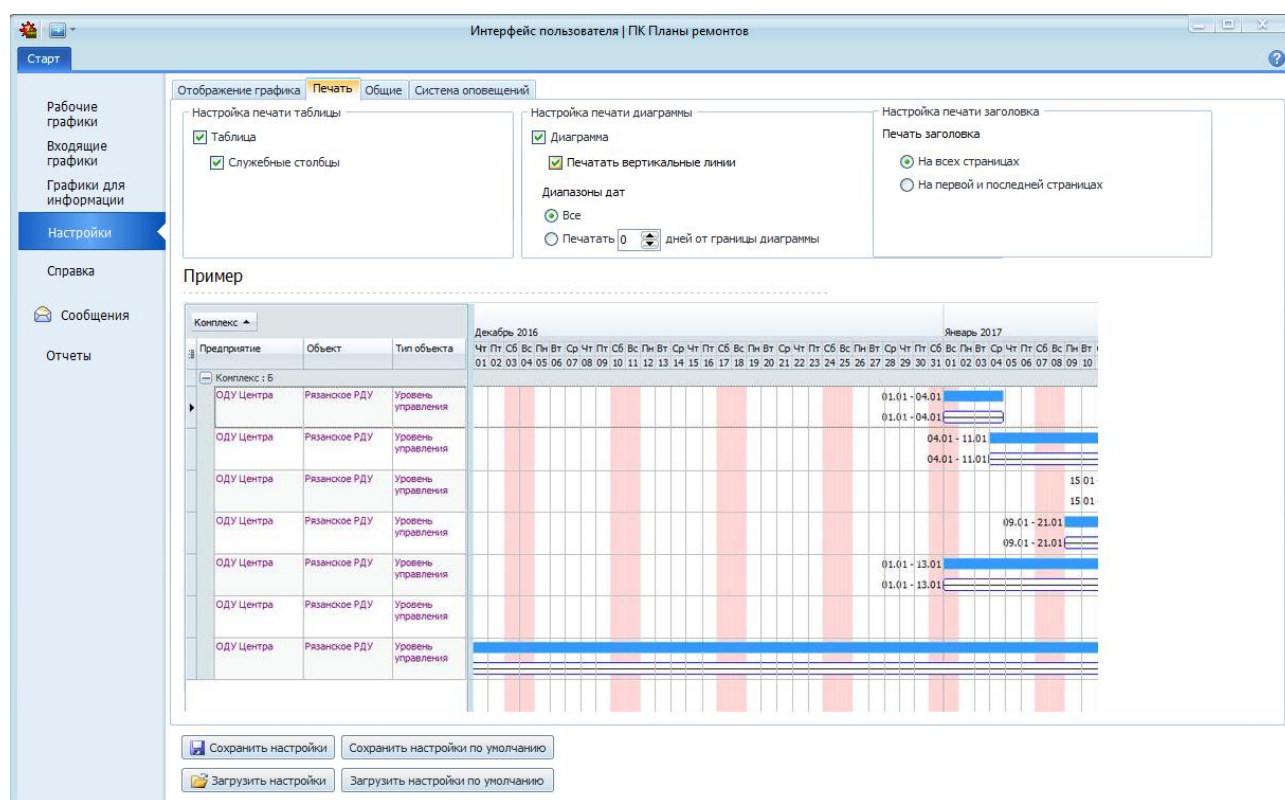 Интерфейс пользователя | ПК Планы ремонтов
Старт
Рабочие
графики
Входящие
графики
Графики для
информации
Настройки
Справка
Сообщения
Отчеты
Отображение графика Печать Общие Система оповещений
Настройка печати таблицы
Таблица
Служебные столбцы
Настройка печати диаграммы
Диаграмма
Печатать вертикальные линии
Диапазоны дат
Все
Печатать 0 дней от границы диаграммы
Настройка печати заголовка
Печать заголовка
На всех страницах
На первой и последней страницах
Пример
Комплекс
Декабрь 2016 Январь 2017
Предприятие Объект Тип объекта
Чт Пт Сб Вс Пн Вт Ср Чт Пт Сб Вс Пн Вт Ср Чт Пт Сб Вс Пн Вт Ср Чт Пт Сб Вс Пн Вт Ср Чт Пт Сб Вс Пн Вт Ср Чт Пт Сб Вс Пн Вт
01 02 03 04 05 06 07 08 09 10 11 12 13 14 15 16 17 18 19 20 21 22 23 24 25 26 27 28 29 30 31 01 02 03 04 05 06 07 08 09 10
Комплекс : Б
ОДУ Центра Рязанское РДУ Уровень
управления
01.01 - 04.01
01.01 - 04.01
ОДУ Центра Рязанское РДУ Уровень
управления
04.01 - 11.01
04.01 - 11.01
ОДУ Центра Рязанское РДУ Уровень
управления
15.01 -
15.01 -
ОДУ Центра Рязанское РДУ Уровень
управления
09.01 - 21.01
09.01 - 21.01
ОДУ Центра Рязанское РДУ Уровень
управления
01.01 - 13.01
01.01 - 13.01
ОДУ Центра Рязанское РДУ Уровень
управления
ОДУ Центра Рязанское РДУ Уровень
управления
Сохранить настройки Сохранить настройки по умолчанию
Загрузить настройки Загрузить настройки по умолчанию